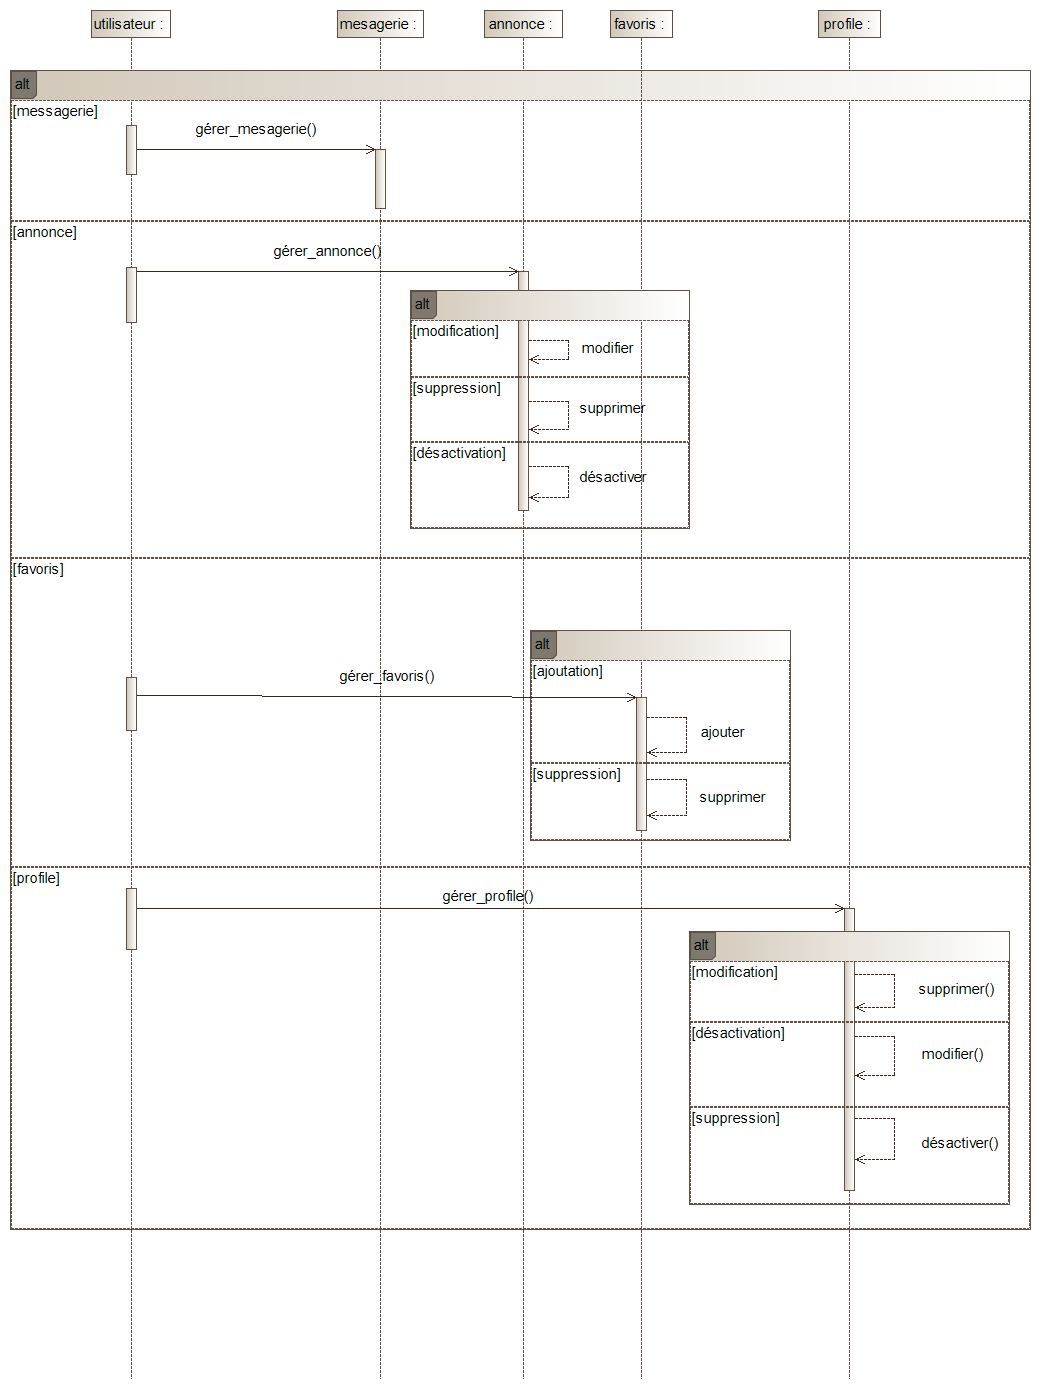 utilisateur :
mesagerie :
annonce :
favoris :
profile :
alt
[messagerie]
gérer_mesagerie()
[annonce]
gérer_annonce()
alt
[modification]
modifier
[suppression]
supprimer
[désactivation]
désactiver
[favoris]
alt
[ajoutation]
gérer_favoris()
ajouter
[suppression]
supprimer
[profile]
gérer_profile()
alt
[modification]
supprimer()
[désactivation]
modifier()
[suppression]
désactiver()